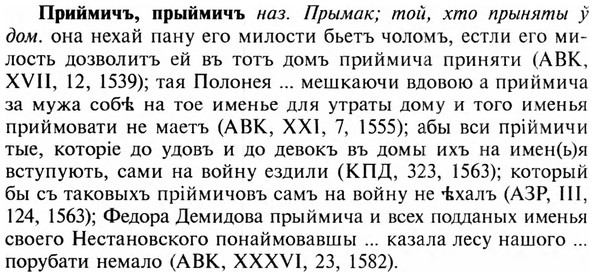 Приймичъ, прыймичъ наз. Прымак; той, хто прыняты ў
дом. она нехай пану его милости бьетъ чоломъ, естли его ми-
лость дозволитъ ей въ тотъ домъ приймича приняти (АВК,
XVII, 12, 1539); тая Полонея ... мешкаючи вдовою а приймича
за мужа собѣ на тое именье для утраты дому и того именья
приймовати не маетъ (АВК, XXI, 7, 1555); абы вси пріймичи
тые, которіе до удовъ и до девокъ въ домы ихъ на имен(ь)я
вступуютъ, сами на войну ездили (КПД, 323, 1563); который
бы съ таковыхъ пріймичовъ самъ на войну не ѣхалъ (АЗР, III,
124, 1563); Федора Демидова прыймича и всех подданых именья
своего Нестановского понаймовавшы ... казала лесу нашого ...
порубати немало (АВК, XXXVI, 23, 1582).